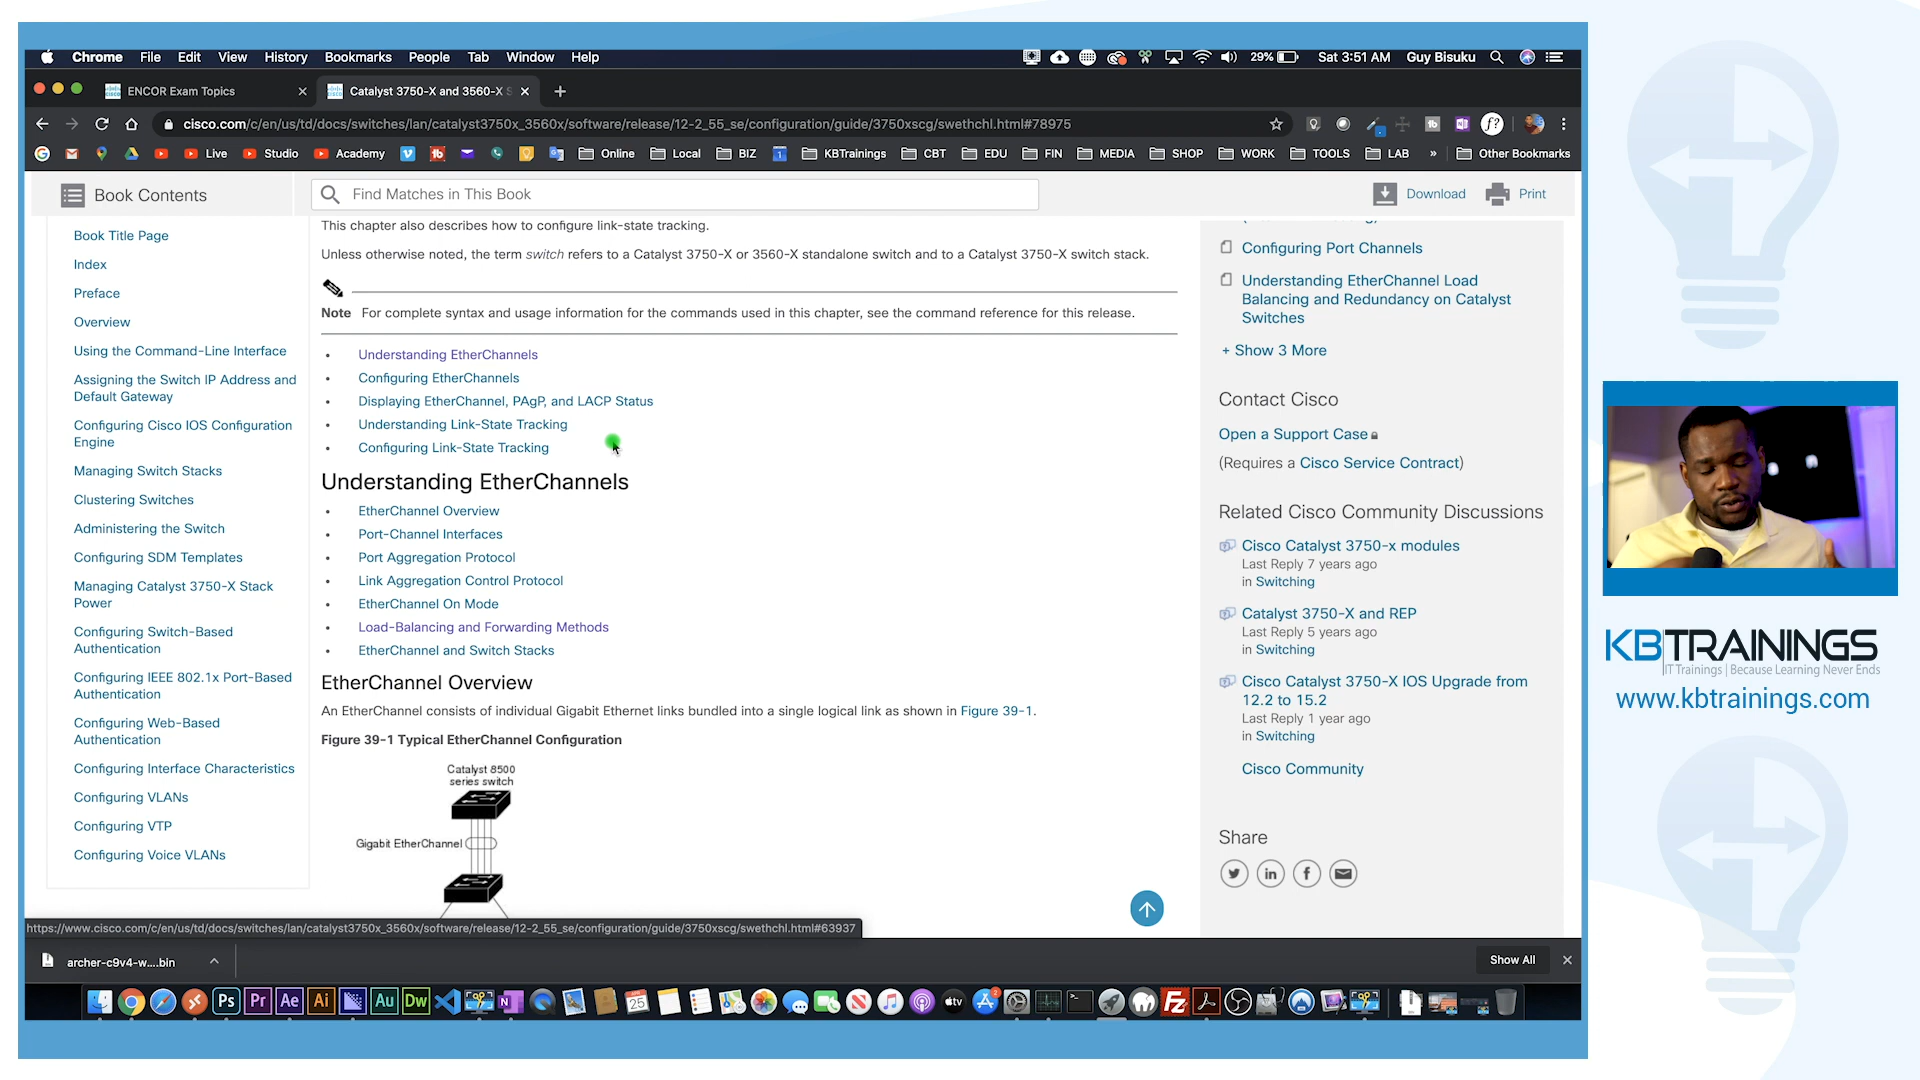 Chrome File Edit View History Bookmarks People Tab Window Help
29% Sat 3:51 AM Guy Bisuku
ENCOR Exam Topics
Catalyst 3750-X and 3560-X S
cisco.com/c/en/us/td/docs/switches/lan/catalyst3750x_3560x/software/release/12-2_55_se/configuration/guide/3750xscg/swethchl.html#78975
Live Studio Academy Online Local BIZ KBTrainings CBT EDU FIN MEDIA SHOP WORK TOOLS LAB » Other Bookmarks
Book Contents
Find Matches in This Book
Download Print
Book Title Page
Index
Preface
Overview
Using the Command-Line Interface
Assigning the Switch IP Address and
Default Gateway
Configuring Cisco IOS Configuration
Engine
Managing Switch Stacks
Clustering Switches
Administering the Switch
Configuring SDM Templates
Managing Catalyst 3750-X Stack
Power
Configuring Switch-Based
Authentication
Configuring IEEE 802.1x Port-Based
Authentication
Configuring Web-Based
Authentication
Configuring Interface Characteristics
Configuring VLANs
Configuring VTP
Configuring Voice VLANs
This chapter also describes how to configure link-state tracking.
Unless otherwise noted, the term switch refers to a Catalyst 3750-X or 3560-X standalone switch and to a Catalyst 3750-X switch stack.
Note For complete syntax and usage information for the commands used in this chapter, see the command reference for this release.
• Understanding EtherChannels
• Configuring EtherChannels
• Displaying EtherChannel, PAgP, and LACP Status
• Understanding Link-State Tracking
• Configuring Link-State Tracking
Understanding EtherChannels
• EtherChannel Overview
• Port-Channel Interfaces
• Port Aggregation Protocol
• Link Aggregation Control Protocol
• EtherChannel On Mode
• Load-Balancing and Forwarding Methods
• EtherChannel and Switch Stacks
EtherChannel Overview
An EtherChannel consists of individual Gigabit Ethernet links bundled into a single logical link as shown in Figure 39-1.
Figure 39-1 Typical EtherChannel Configuration
Catalyst 8500
series switch
Gigabit EtherChannel
Configuring Port Channels
Understanding EtherChannel Load
Balancing and Redundancy on Catalyst
Switches
+ Show 3 More
Contact Cisco
Open a Support Case
(Requires a Cisco Service Contract)
Related Cisco Community Discussions
Cisco Catalyst 3750-x modules
Last Reply 7 years ago
in Switching
Catalyst 3750-X and REP
Last Reply 5 years ago
in Switching
Cisco Catalyst 3750-X IOS Upgrade from
12.2 to 15.2
Last Reply 1 year ago
in Switching
Cisco Community
Share
https://www.cisco.com/c/en/us/td/docs/switches/lan/catalyst3750x_3560x/software/release/12-2_55_se/configuration/guide/3750xscg/swethchl.html#63937
archer-c9v4-w....bin
Show All
Ps Pr Ae Ai Au Dw
25
tv
Fz
KBTRAININGS
IT Trainings | Because Learning Never Ends
www.kbtrainings.com